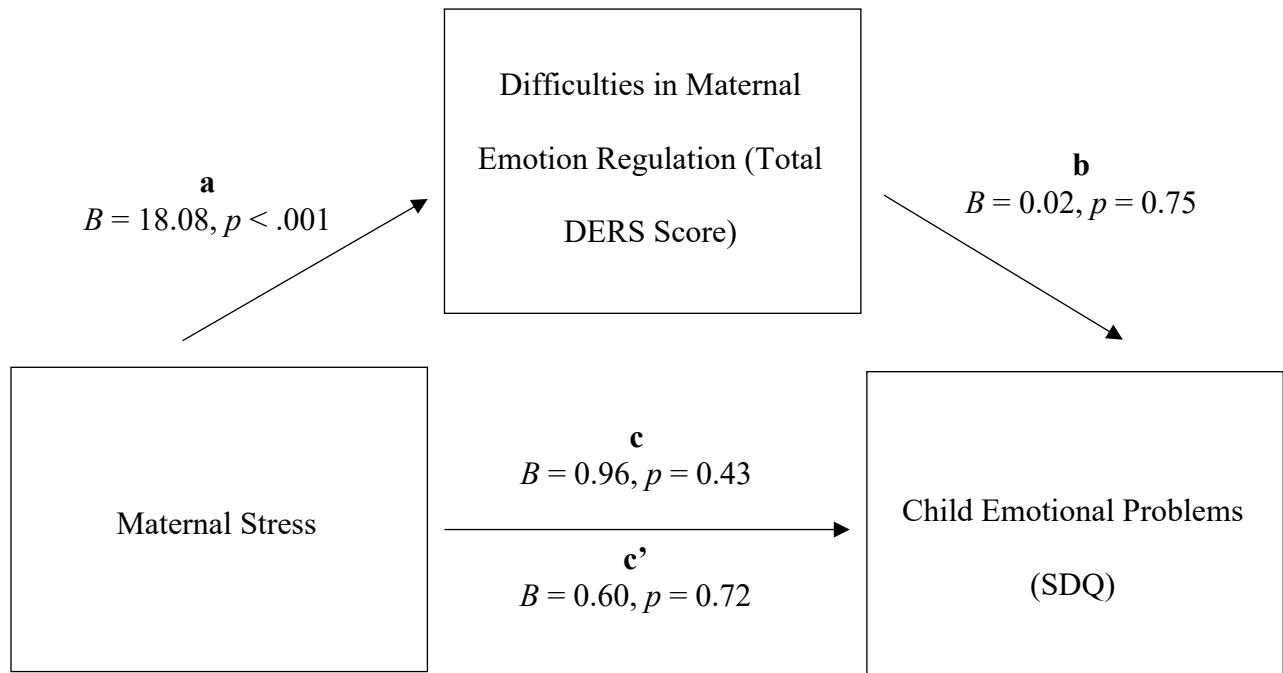 Difficulties in Maternal
Emotion Regulation (Total
DERS Score)
a
B = 18.08, p < .001
b
B = 0.02, p = 0.75
Maternal Stress
c
B = 0.96, p = 0.43
c’
B = 0.60, p = 0.72
Child Emotional Problems
(SDQ)